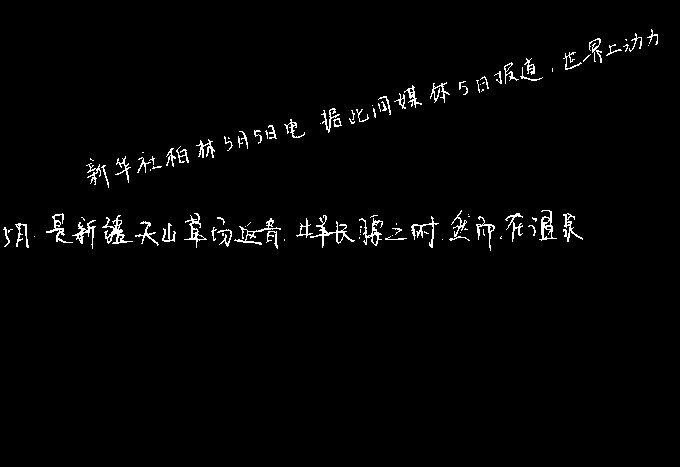 新华社柏林5月5日电 据此间媒体5日报道，世界上动力
5月，是新疆天山草场返青，牲畜长膘之时，然而，在温泉